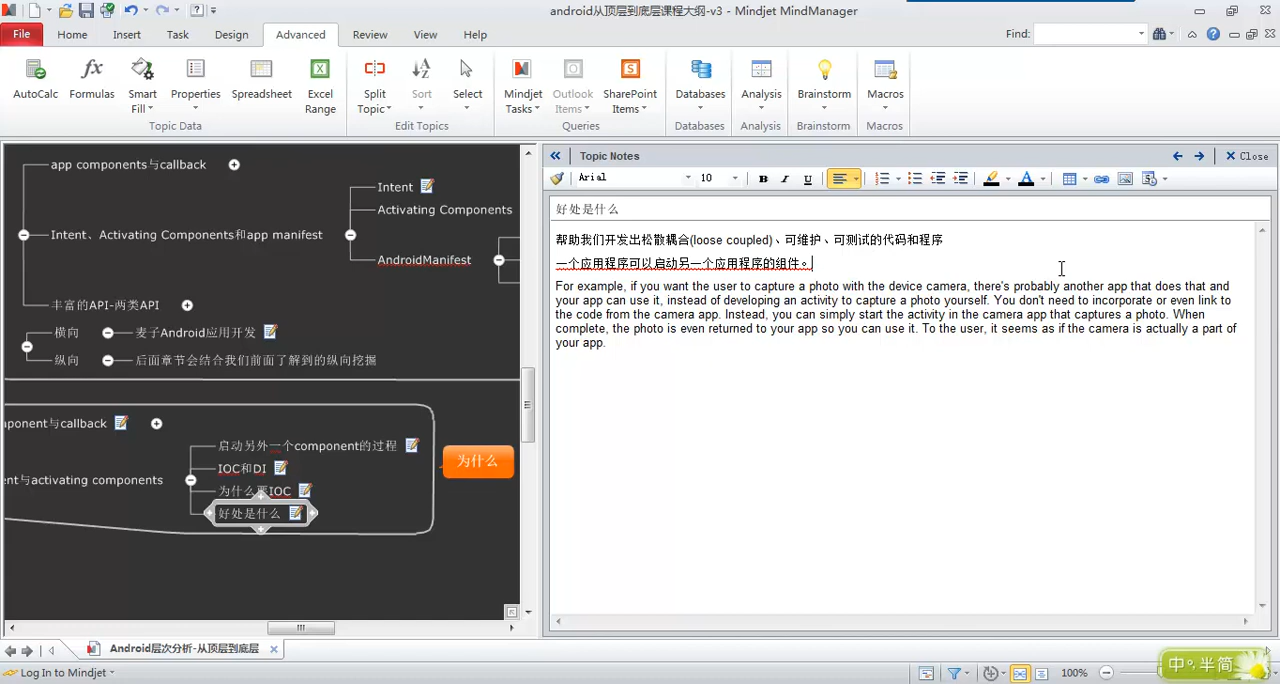 android从顶层到底层课程大纲-v3 - Mindjet MindManager
File Home Insert Task Design Advanced Review View Help Find:
AutoCalc Formulas Smart Fill Properties Spreadsheet Excel Range Split Topic Sort Select Mindjet Tasks Outlook Items SharePoint Items Databases Analysis Brainstorm Macros
Topic Data Edit Topics Queries Databases Analysis Brainstorm Macros
app components与callback
Intent
Activating Components
Intent、Activating Components和app manifest
AndroidManifest
丰富的API-两类API
横向 麦子Android应用开发
纵向 后面章节会结合我们前面了解到的纵向挖掘
ponent与callback
启动另外一个component的过程
为什么
IOC和DI
nt与activating components
为什么要IOC
好处是什么
Topic Notes Close
Arial 10 B I U
好处是什么
帮助我们开发出松散耦合(loose coupled)、可维护、可测试的代码和程序
一个应用程序可以启动另一个应用程序的组件。
For example, if you want the user to capture a photo with the device camera, there's probably another app that does that and
your app can use it, instead of developing an activity to capture a photo yourself. You don't need to incorporate or even link to
the code from the camera app. Instead, you can simply start the activity in the camera app that captures a photo. When
complete, the photo is even returned to your app so you can use it. To the user, it seems as if the camera is actually a part of
your app.
Android层次分析-从顶层到底层
Log In to Mindjet 100%
中°, 半简